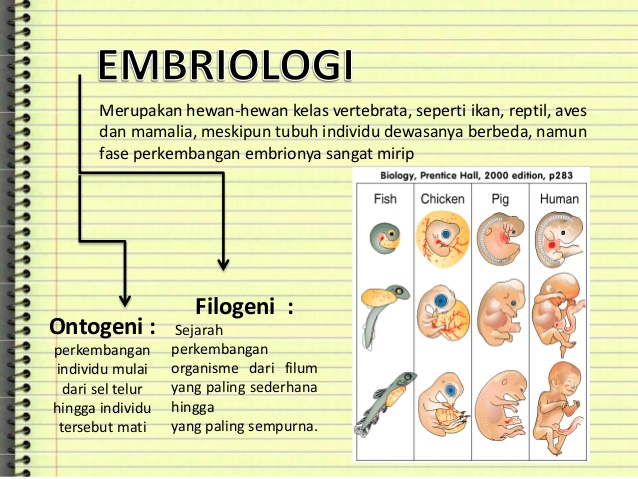 EMBRIOLOGI
Merupakan hewan-hewan kelas vertebrata, seperti ikan, reptil, aves
dan mamalia, meskipun tubuh individu dewasanya berbeda, namun
fase perkembangan embrionya sangat mirip
Biology, Prentice Hall, 2000 edition, p283
Fish Chicken Pig Human
Ontogeni :
perkembangan
individu mulai
dari sel telur
hingga individu
tersebut mati
Filogeni :
Sejarah
perkembangan
organisme dari filum
yang paling sederhana
hingga
yang paling sempurna.